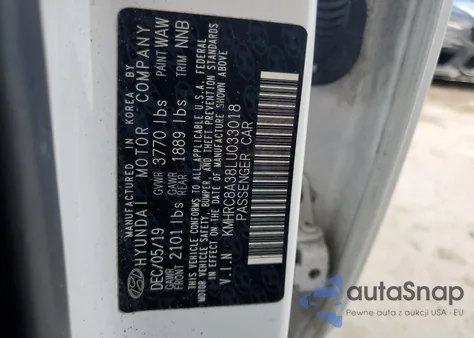 MANUFACTURED IN KOREA BY
HYUNDAI MOTOR COMPANY
DEC/05/19 GVWR 3770 lbs PAINT WAW
GAWR FRONT 2101 lbs GAWR REAR 1889 lbs TRIM NNB
THIS VEHICLE CONFORMS TO ALL APPLICABLE U.S.A. FEDERAL
MOTOR VEHICLE SAFETY, BUMPER, AND THEFT PREVENTION STANDARDS
IN EFFECT ON THE DATE OF MANUFACTURE SHOWN ABOVE
V.I.N KMHRC8A38LU033018
PASSENGER CAR
autoSnap
Pewne auta z aukcji USA - EU